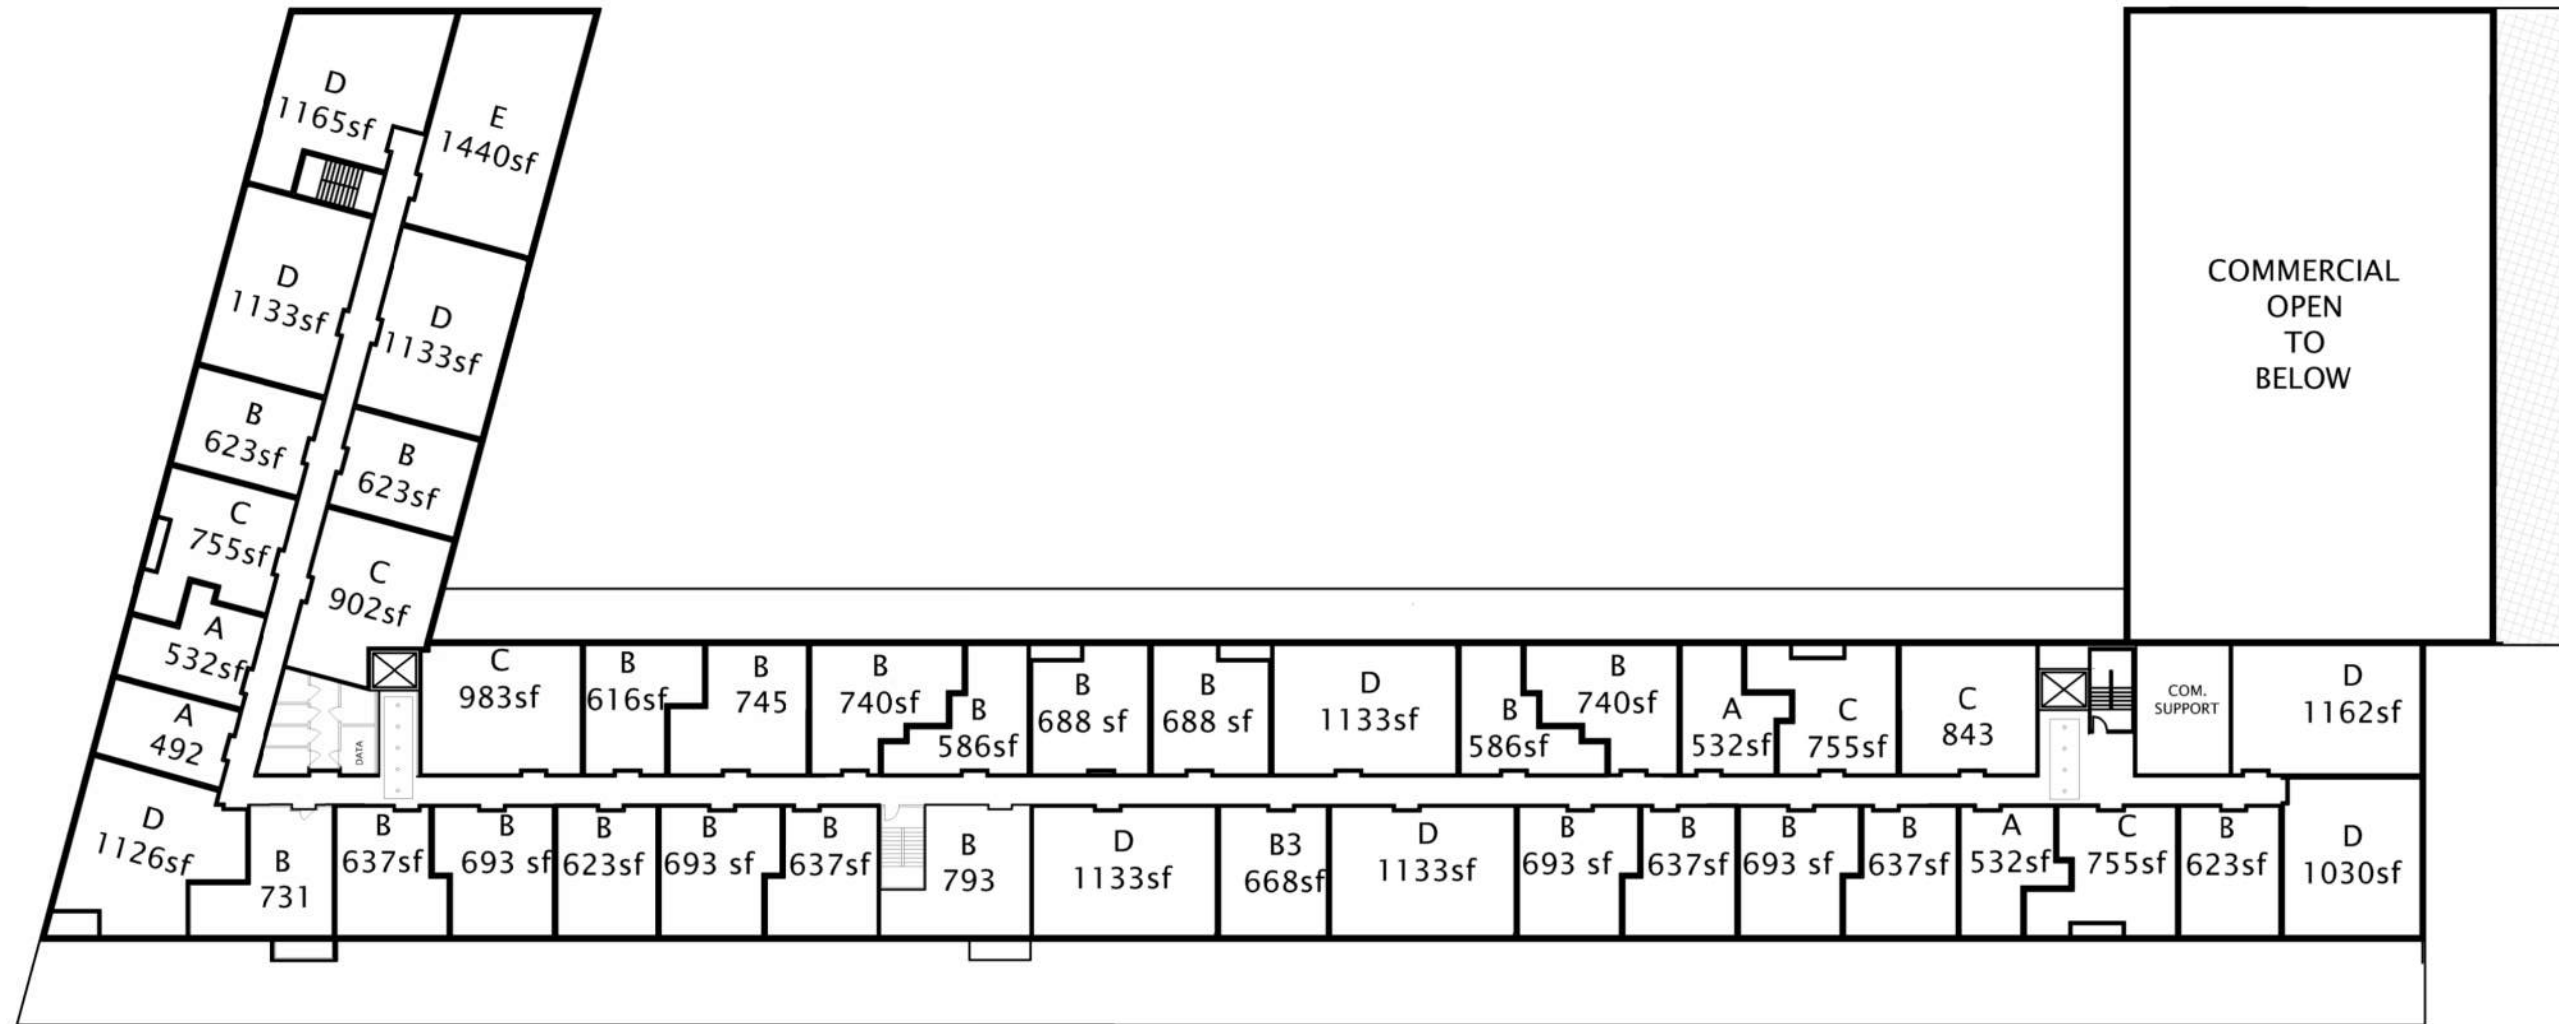 D
1165sf
E
1440sf
D
1133sf
D
1133sf
B
623sf
B
623sf
C
755sf
C
902sf
A
532sf
A
492
D
1126sf
DATA
C
983sf
B
616sf
B
745
B
740sf
B
586sf
B
688 sf
B
688 sf
D
1133sf
B
586sf
B
740sf
A
532sf
C
755sf
C
843
COM.
SUPPORT
D
1162sf
B
731
B
637sf
B
693 sf
B
623sf
B
693 sf
B
637sf
B
793
D
1133sf
B3
668sf
D
1133sf
B
693 sf
B
637sf
B
693 sf
B
637sf
A
532sf
C
755sf
B
623sf
D
1030sf
COMMERCIAL
OPEN
TO
BELOW